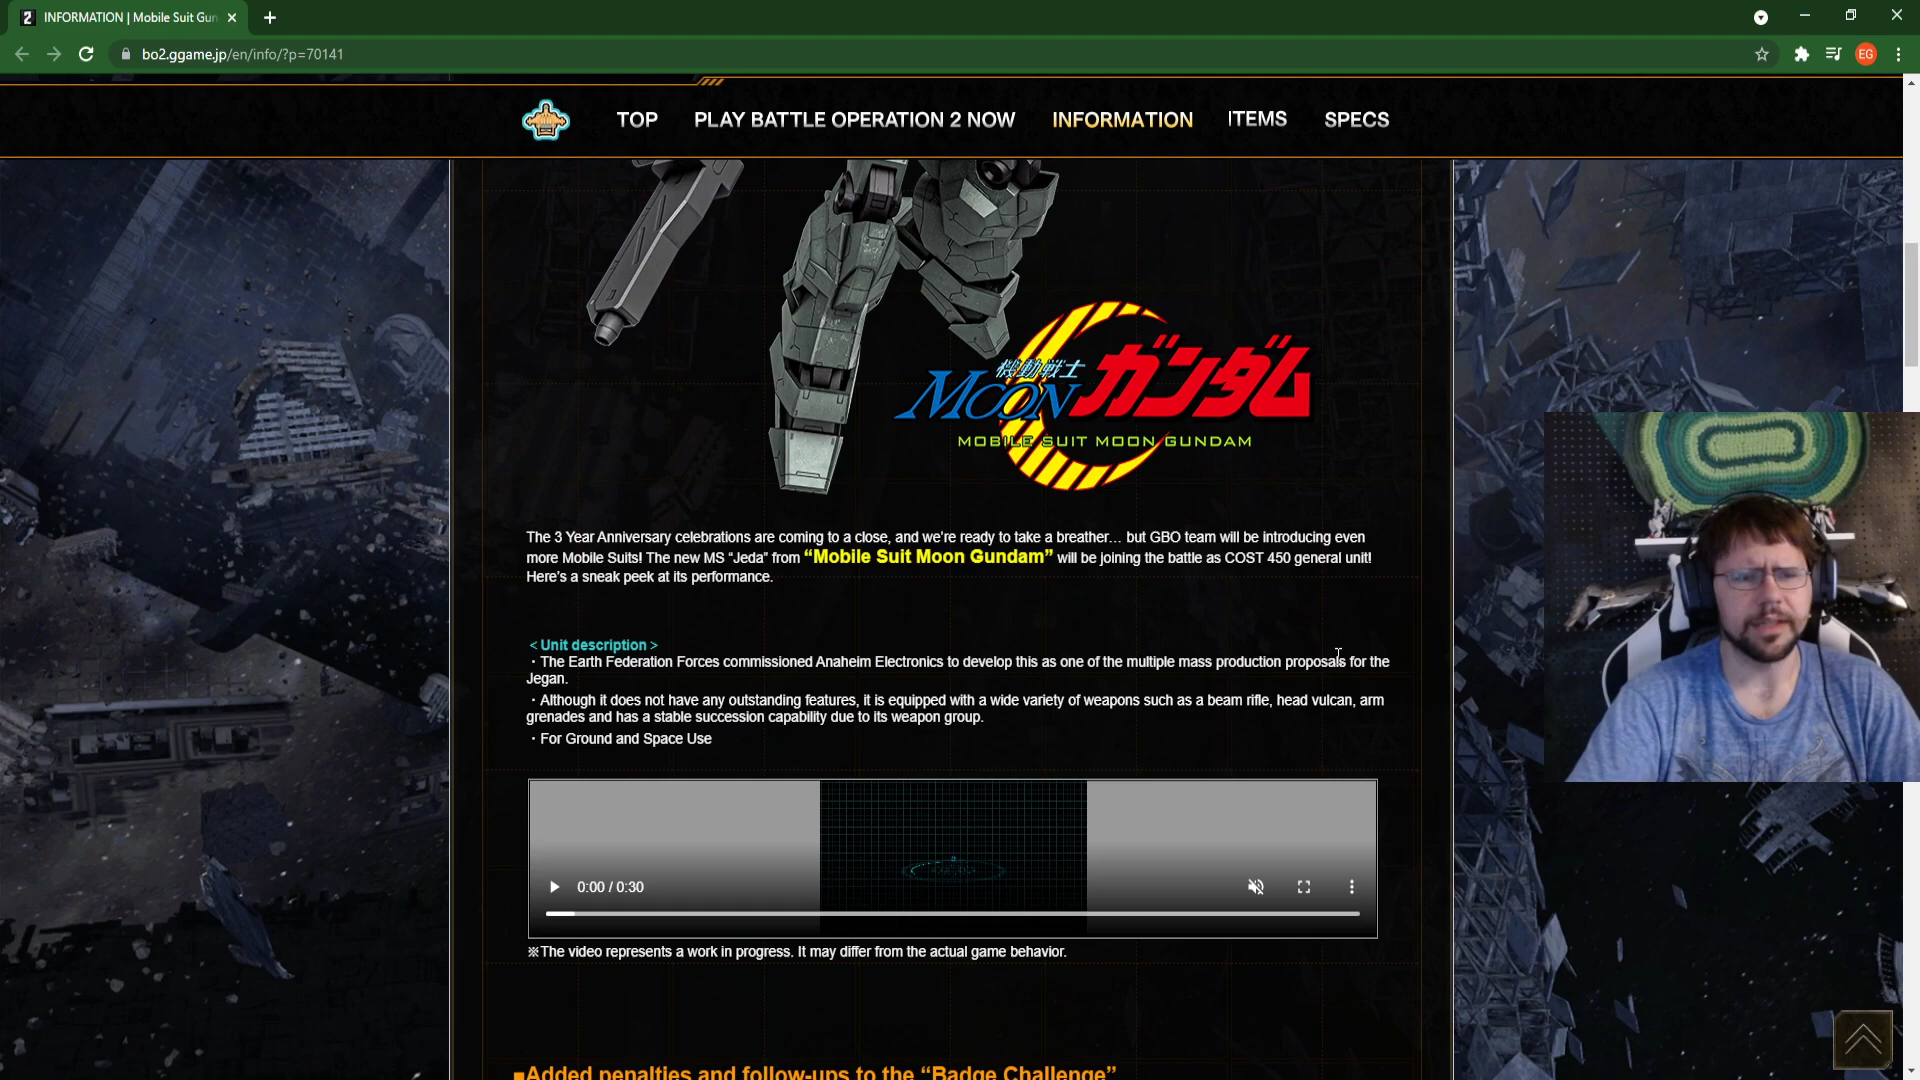 INFORMATION | Mobile Suit Gun
bo2.ggame.jp/en/info/?p=70141
EG
TOP
PLAY BATTLE OPERATION 2 NOW
INFORMATION
ITEMS
SPECS
機動戦士
MOON ガンダム
MOBILE SUIT MOON GUNDAM
The 3 Year Anniversary celebrations are coming to a close, and we're ready to take a breather… but GBO team will be introducing even
more Mobile Suits! The new MS “Jeda” from “Mobile Suit Moon Gundam” will be joining the battle as COST 450 general unit!
Here's a sneak peek at its performance.
<Unit description>
・The Earth Federation Forces commissioned Anaheim Electronics to develop this as one of the multiple mass production proposals for the
Jegan.
・Although it does not have any outstanding features, it is equipped with a wide variety of weapons such as a beam rifle, head vulcan, arm
grenades and has a stable succession capability due to its weapon group.
・For Ground and Space Use
0:00 / 0:30
※The video represents a work in progress. It may differ from the actual game behavior.
■Added penalties and follow-ups to the “Badge Challenge”